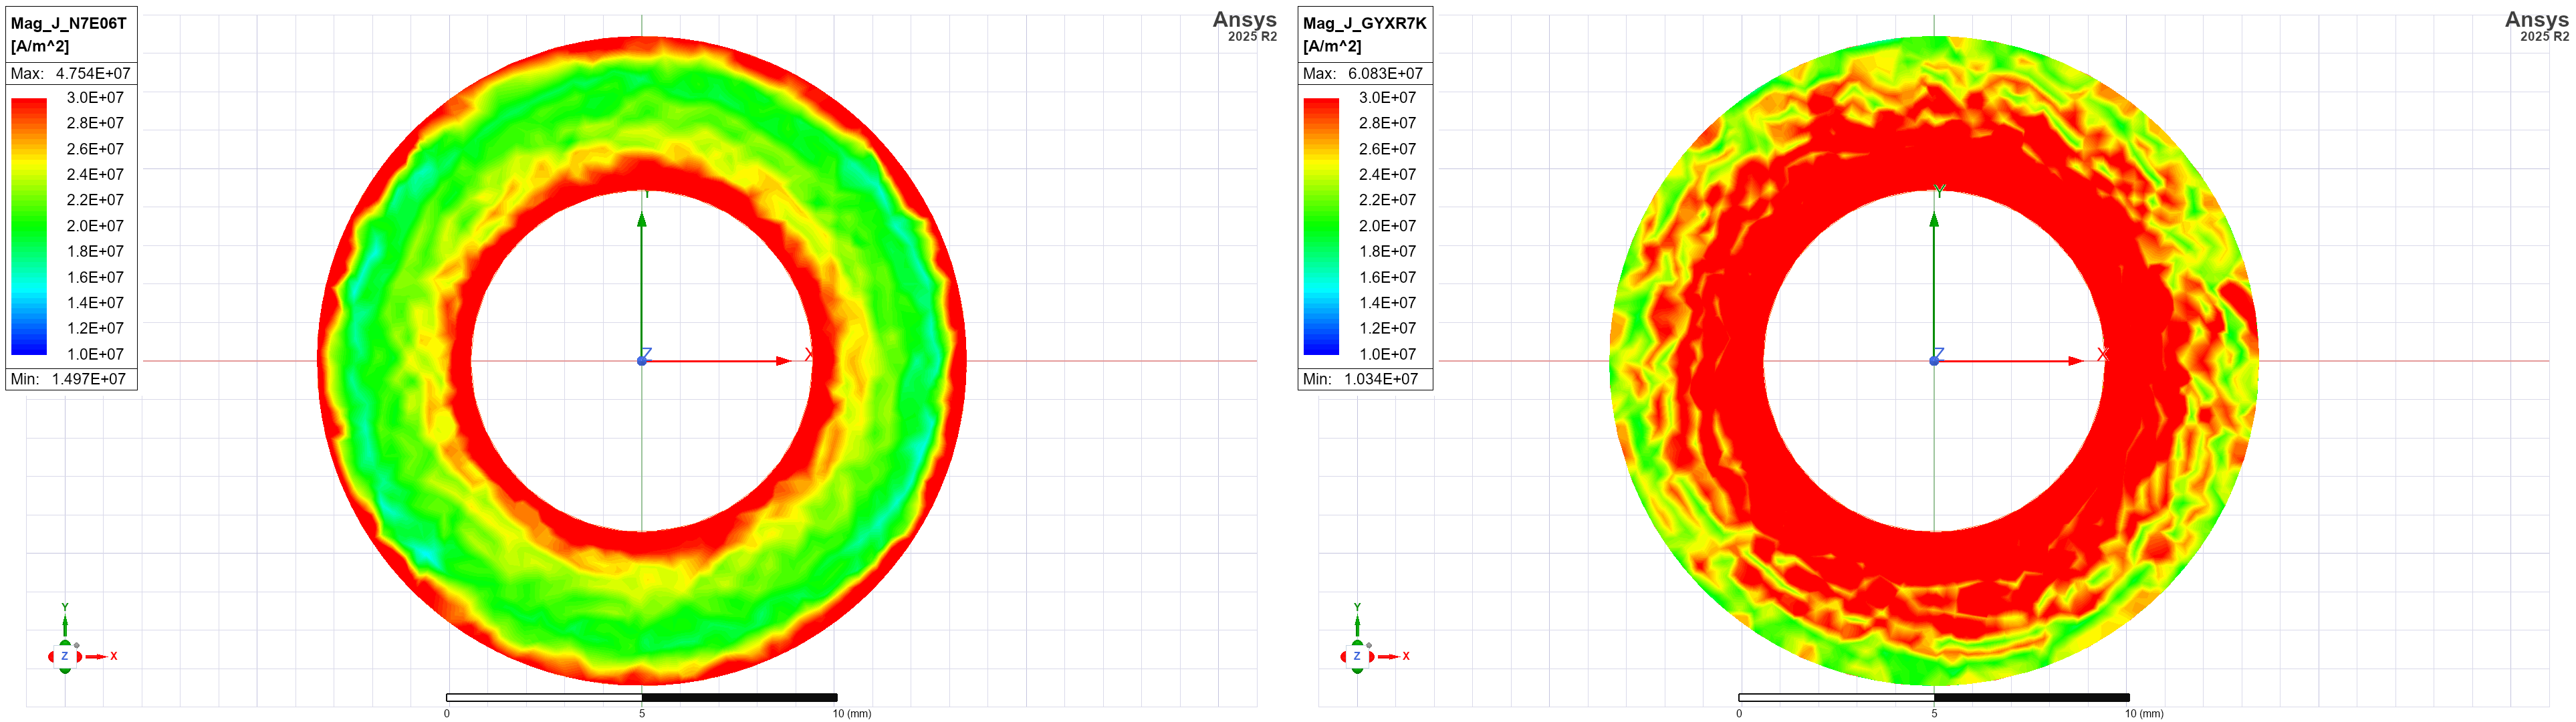 Mag_J_N7E06T
[A/m^2]
Max: 4.754E+07
3.0E+07
2.8E+07
2.6E+07
2.4E+07
2.2E+07
2.0E+07
1.8E+07
1.6E+07
1.4E+07
1.2E+07
1.0E+07
Min: 1.497E+07
Ansys
2025 R2
Y
Z
X
Y
Z
X
0
5
10 (mm)
Mag_J_GYXR7K
[A/m^2]
Max: 6.083E+07
3.0E+07
2.8E+07
2.6E+07
2.4E+07
2.2E+07
2.0E+07
1.8E+07
1.6E+07
1.4E+07
1.2E+07
1.0E+07
Min: 1.034E+07
Ansys
2025 R2
Y
Z
X
Y
Z
X
0
5
10 (mm)